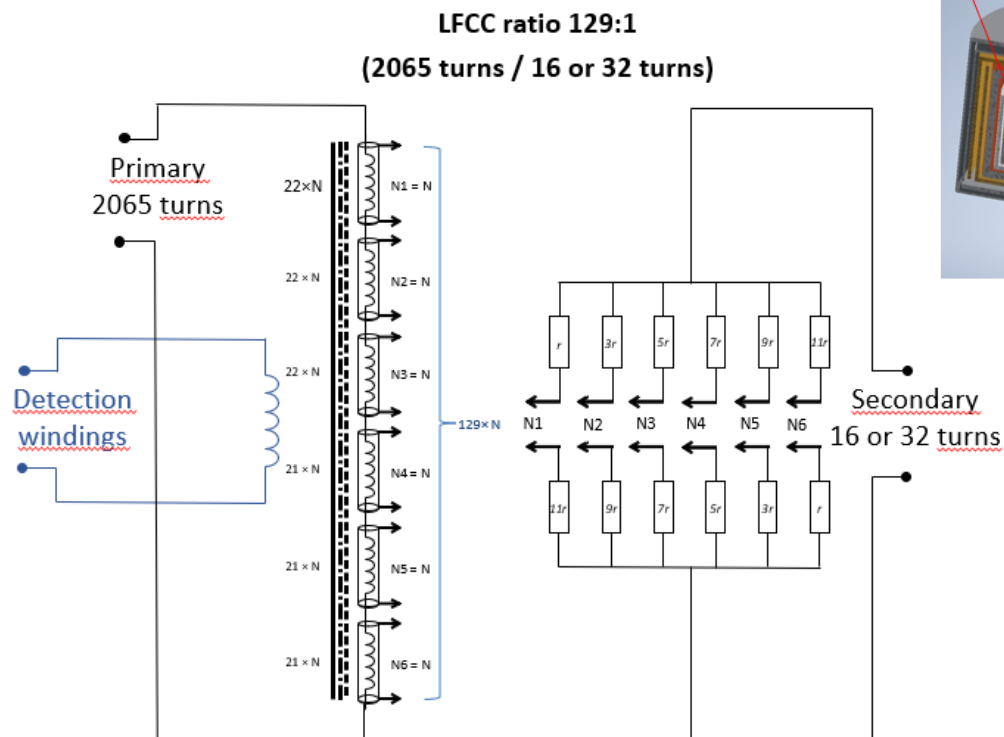 LFCC ratio 129:1
(2065 turns / 16 or 32 turns)
Primary
2065 turns
Detection
windings
22×N
22 × N
22 × N
21 × N
21 × N
21 × N
N1 = N
N2 = N
N3 = N
N4 = N
N5 = N
N6 = N
129× N
r 3r 5r 7r 9r 11r
N1 N2 N3 N4 N5 N6
11r 9r 7r 5r 3r r
Secondary
16 or 32 turns